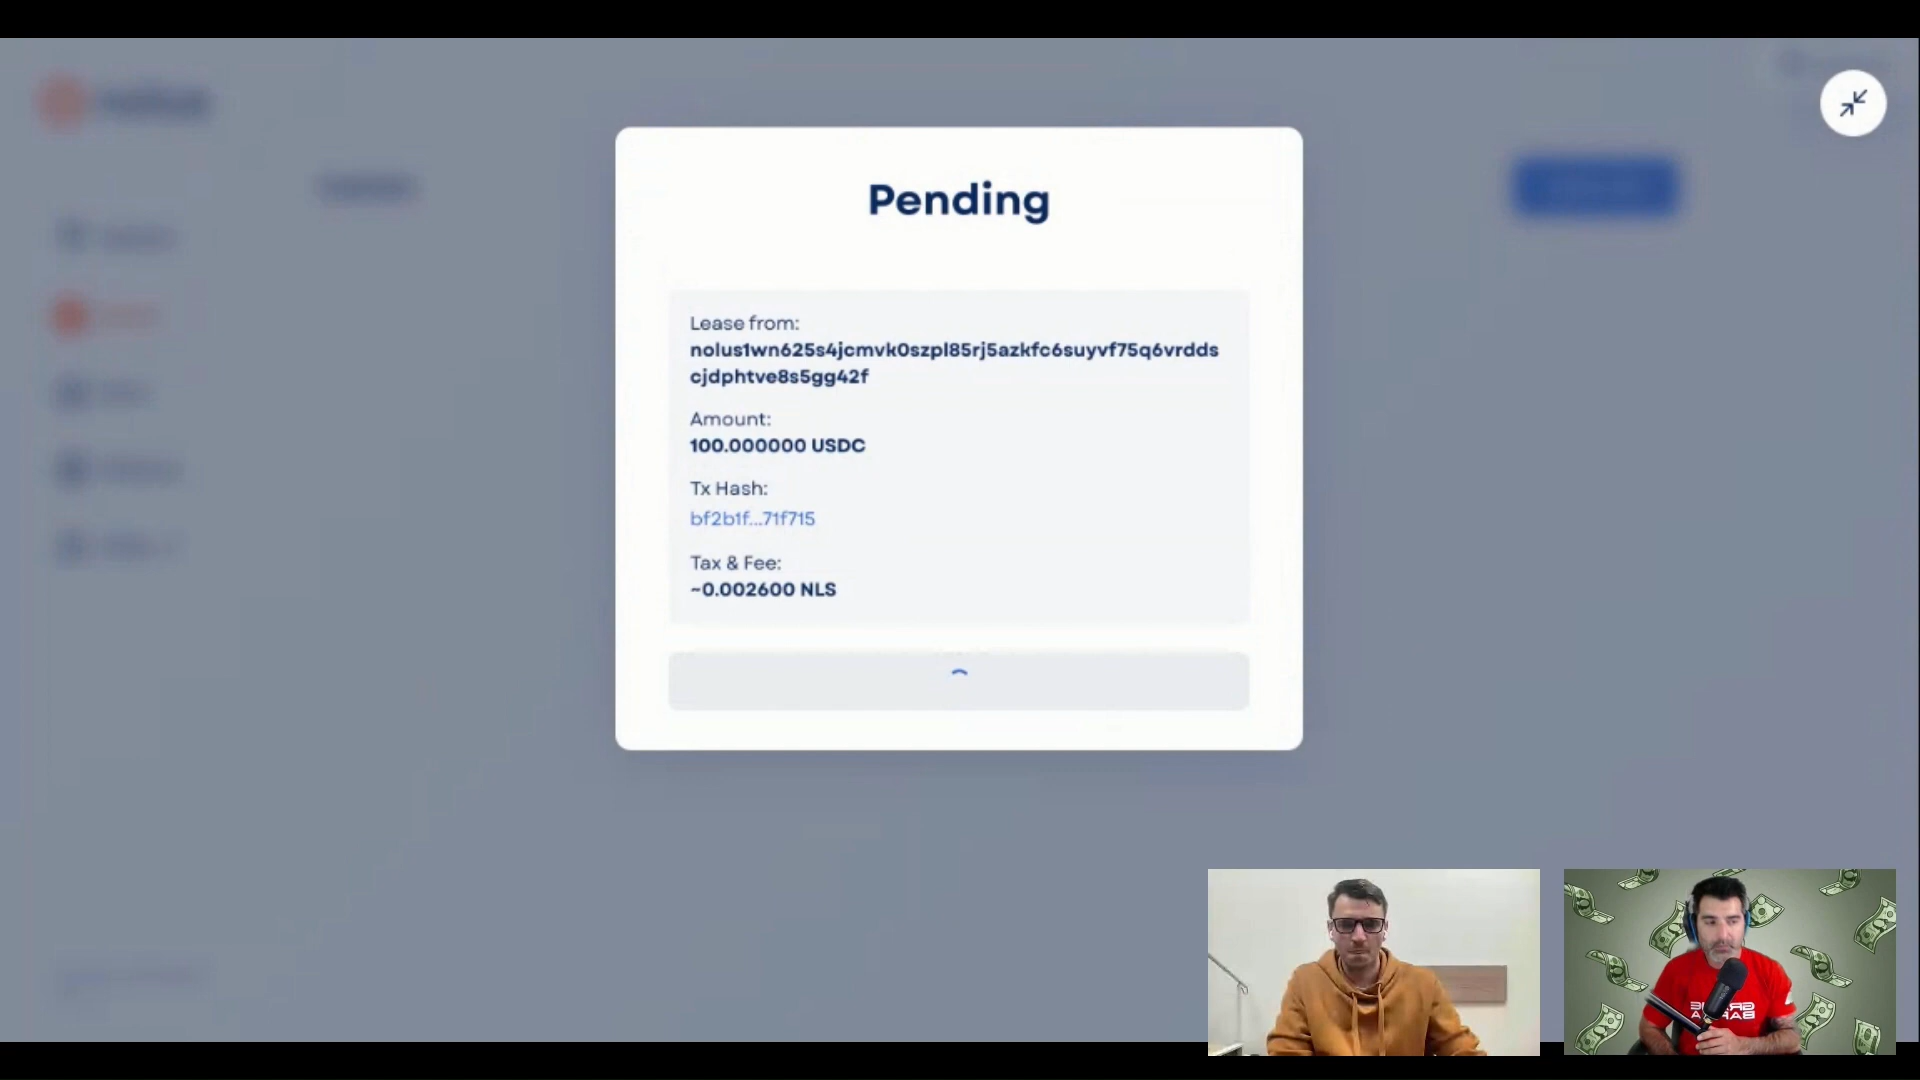 Pending
Lease from:
nolus1wn625s4jcmvk0szpl85rj5azkfc6suyvf75q6vrdds
cjdphtve8s5gg42f
Amount:
100.000000 USDC
Tx Hash:
bf2b1f...71f715
Tax & Fee:
~0.002600 NLS